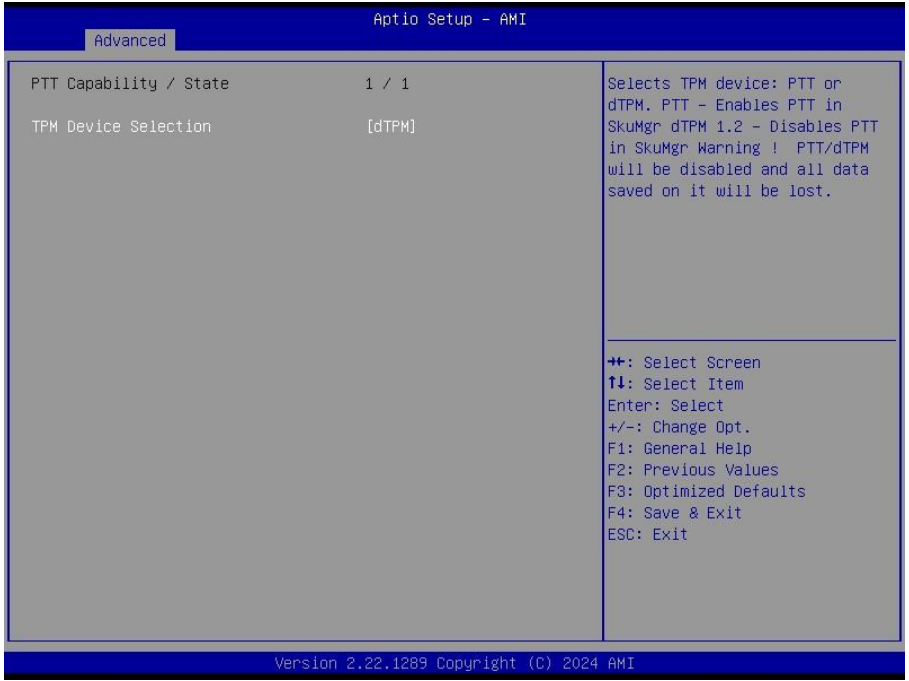 Aptio Setup – AMI
Advanced
PTT Capability / State 1 / 1
TPM Device Selection [dTPM]
Selects TPM device: PTT or
dTPM. PTT – Enables PTT in
SkuMgr dTPM 1.2 – Disables PTT
in SkuMgr Warning ! PTT/dTPM
will be disabled and all data
saved on it will be lost.
→←: Select Screen
↑↓: Select Item
Enter: Select
+/-: Change Opt.
F1: General Help
F2: Previous Values
F3: Optimized Defaults
F4: Save & Exit
ESC: Exit
Version 2.22.1289 Copyright (C) 2024 AMI